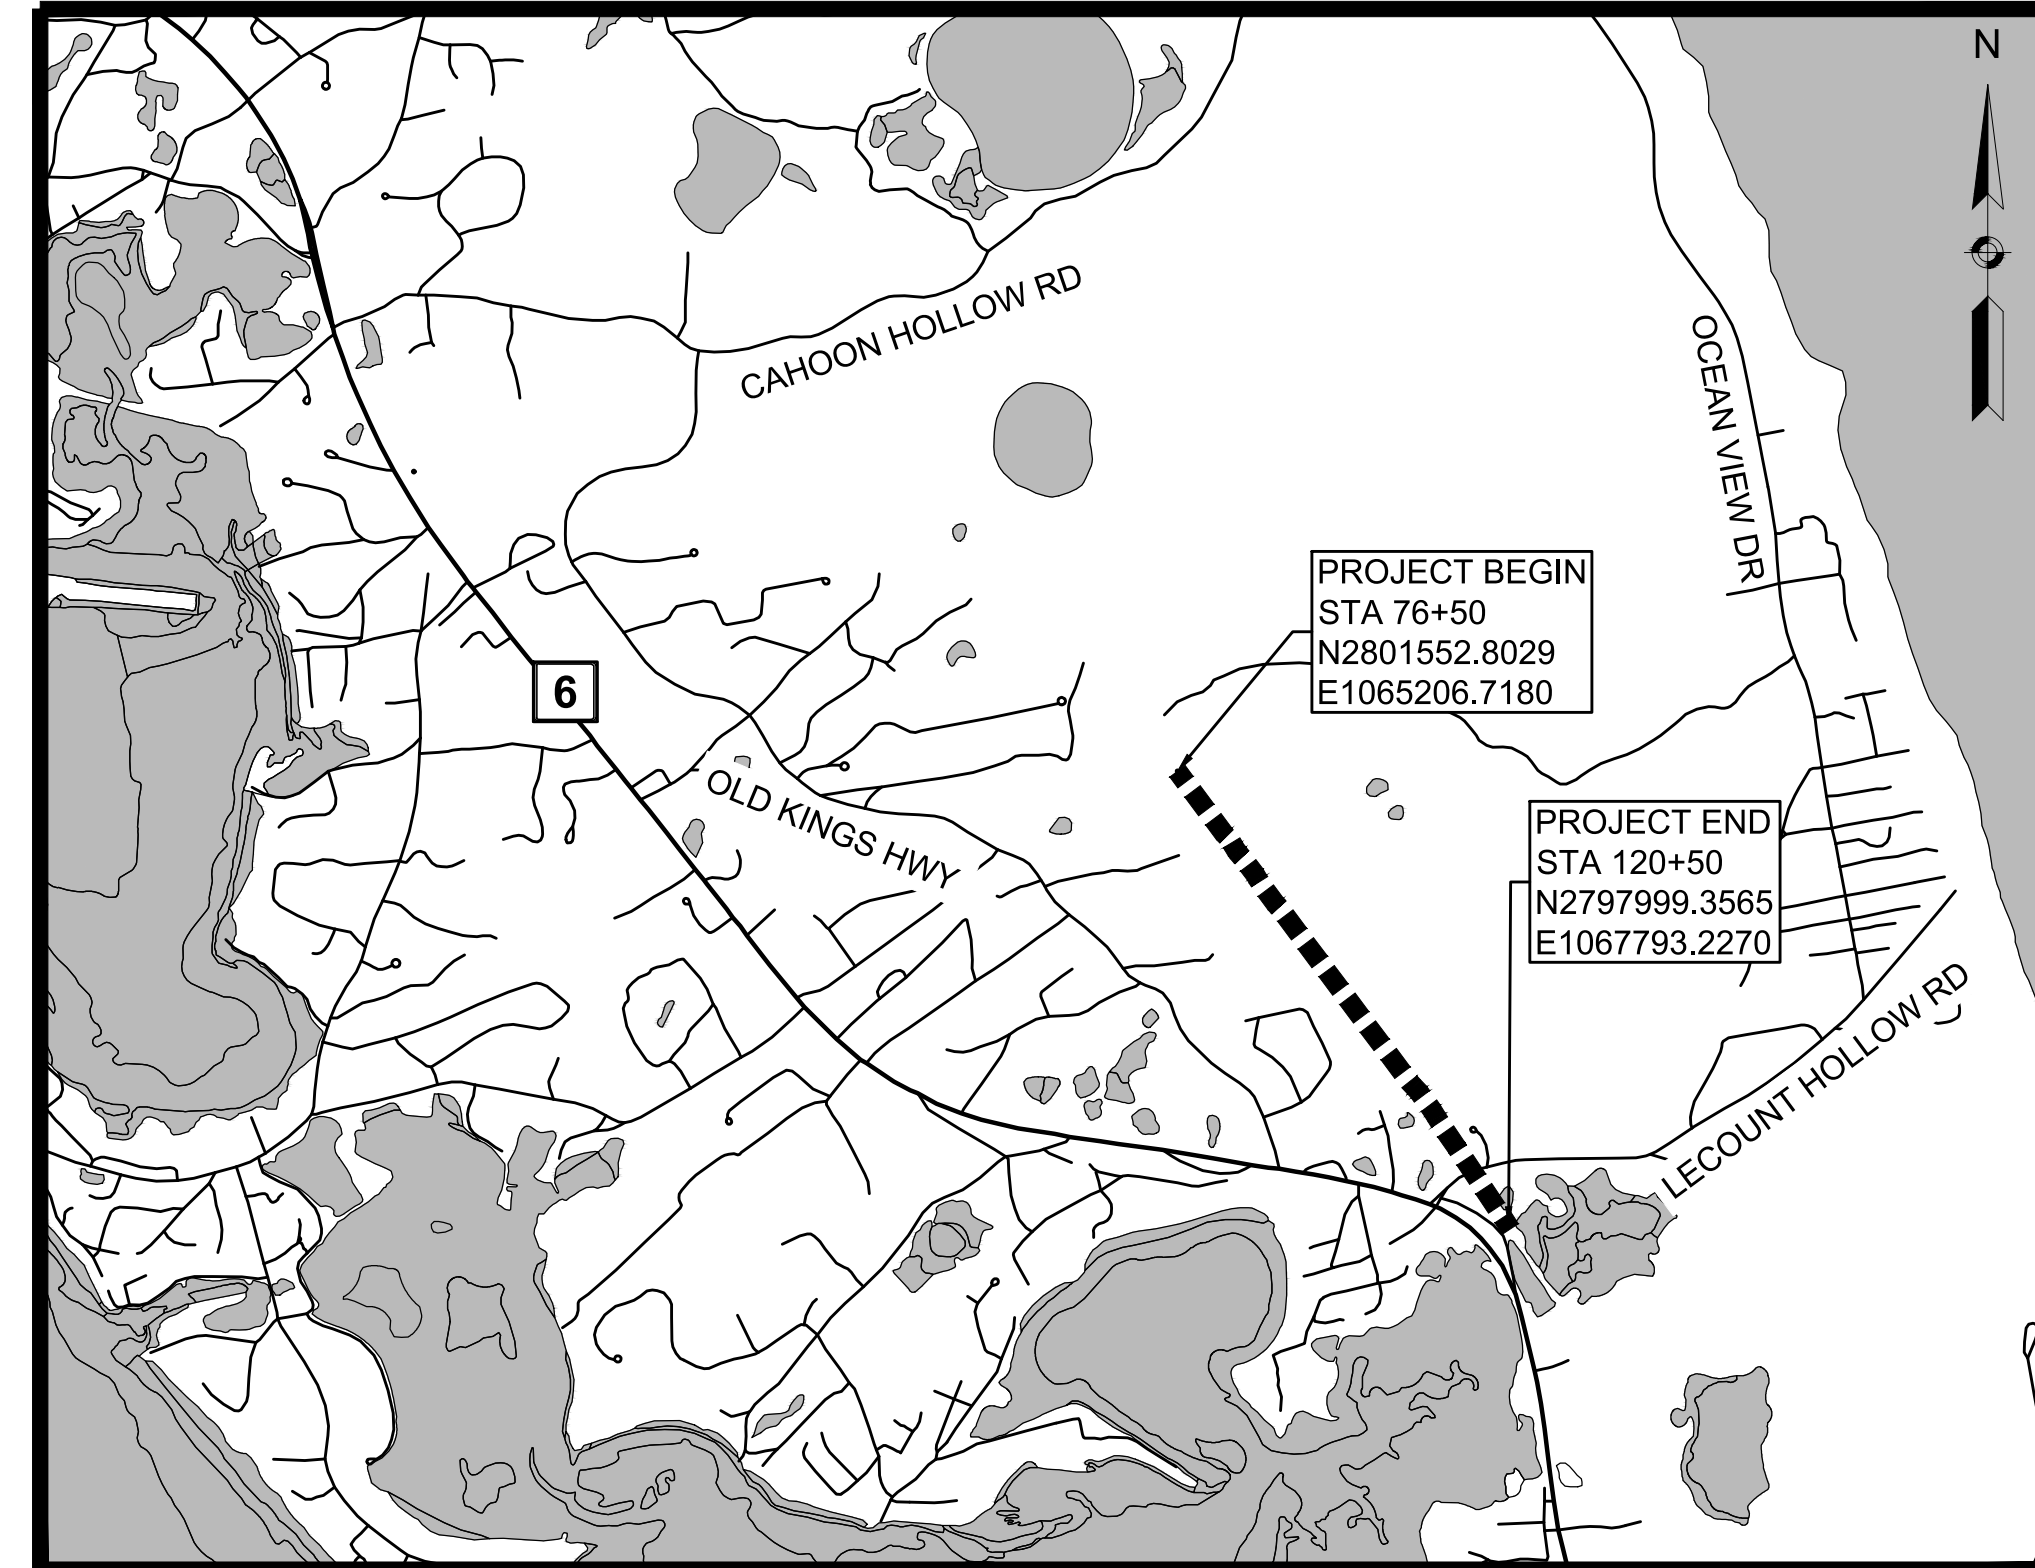 N
CAHOON HOLLOW RD
OCEAN VIEW DR
PROJECT BEGIN
STA 76+50
N2801552.8029
E1065206.7180
6
OLD KINGS HWY
PROJECT END
STA 120+50
N2797999.3565
E1067793.2270
LECOUNT HOLLOW RD